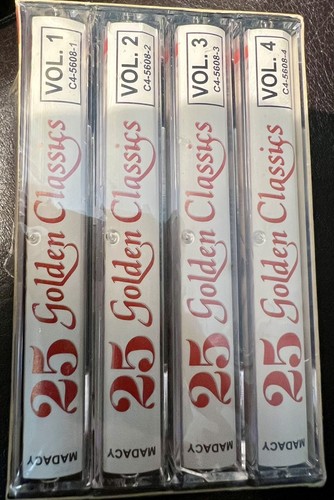 VOL. 1
C4-5608-1
25 Golden Classics
MADACY
VOL. 2
C4-5608-2
25 Golden Classics
MADACY
VOL. 3
C4-5608-3
25 Golden Classics
MADACY
VOL. 4
C4-5608-4
25 Golden Classics
MADACY